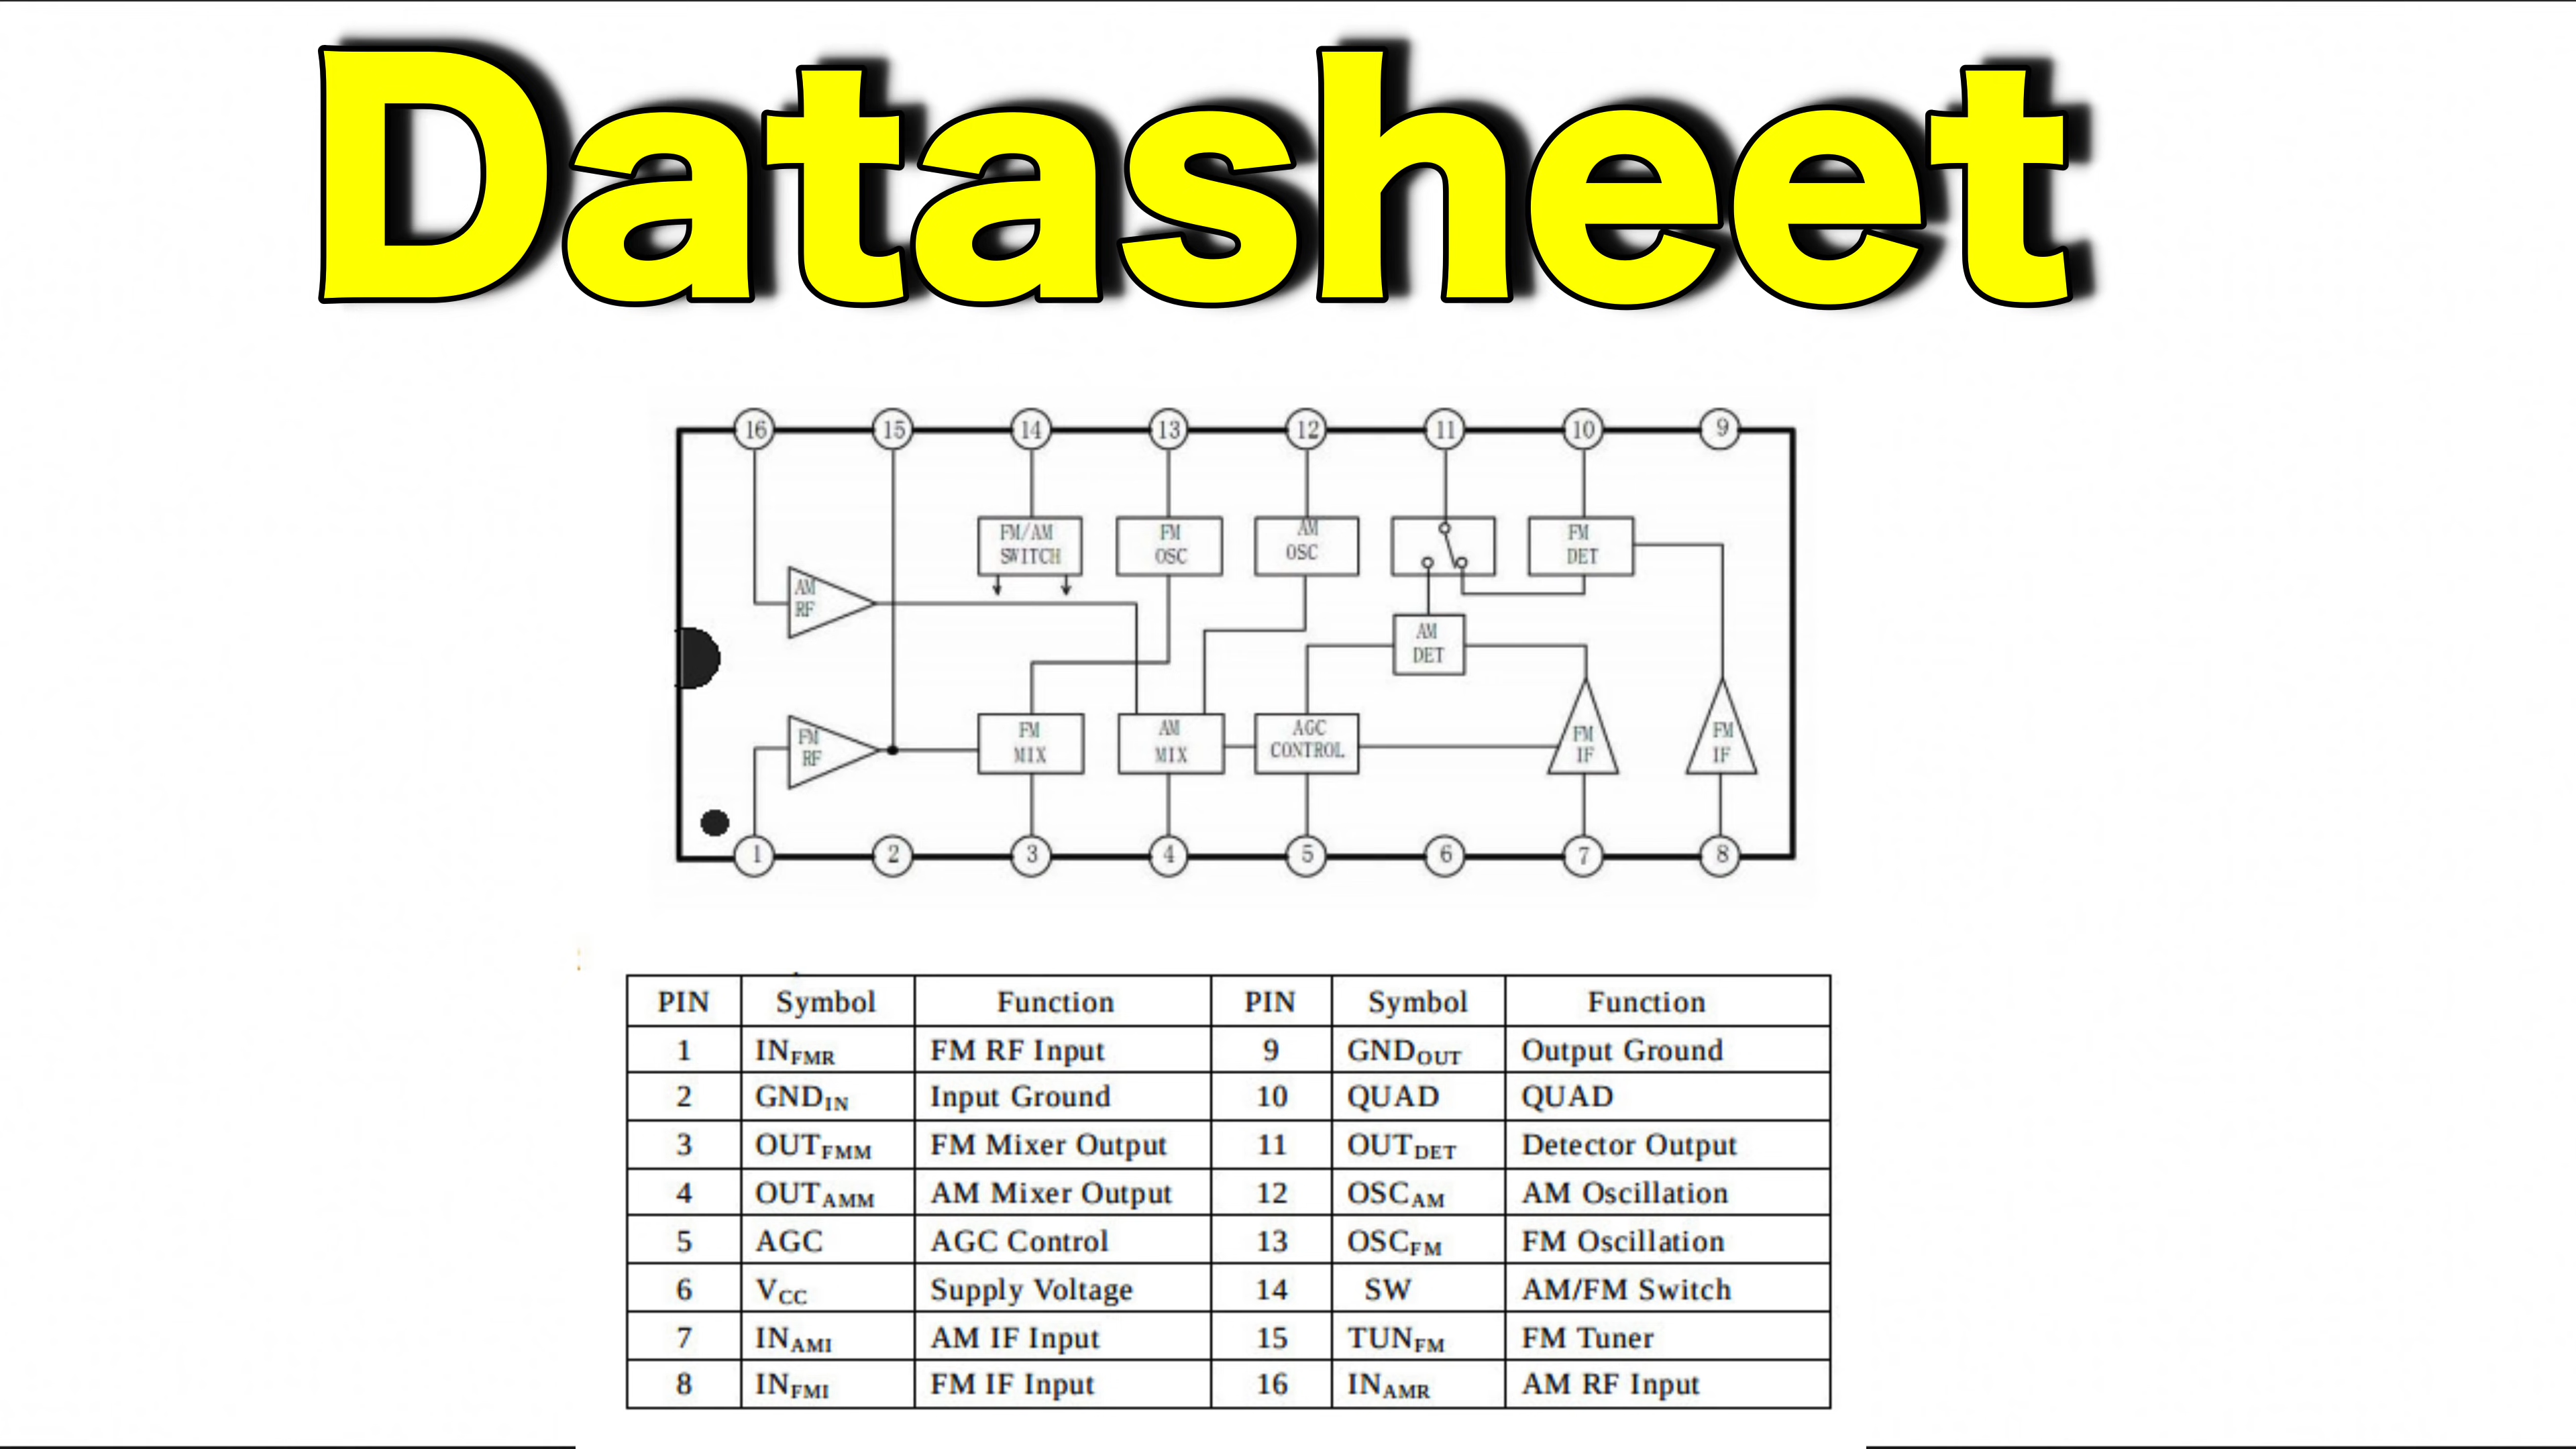 Datasheet
16 15 14 13 12 11 10 9
FM/AM SWITCH
FM OSC
AM OSC
FM DET
AM RF
AM DET
FM RF
FM MIX
AM MIX
AGC CONTROL
FM IF
FM IF
1 2 3 4 5 6 7 8
PIN Symbol Function PIN Symbol Function
1 INFMR FM RF Input 9 GNDOUT Output Ground
2 GNDIN Input Ground 10 QUAD QUAD
3 OUTFMM FM Mixer Output 11 OUTDET Detector Output
4 OUTAMM AM Mixer Output 12 OSCAM AM Oscillation
5 AGC AGC Control 13 OSCFM FM Oscillation
6 VCC Supply Voltage 14 SW AM/FM Switch
7 INAMI AM IF Input 15 TUNFM FM Tuner
8 INFMI FM IF Input 16 INAMR AM RF Input